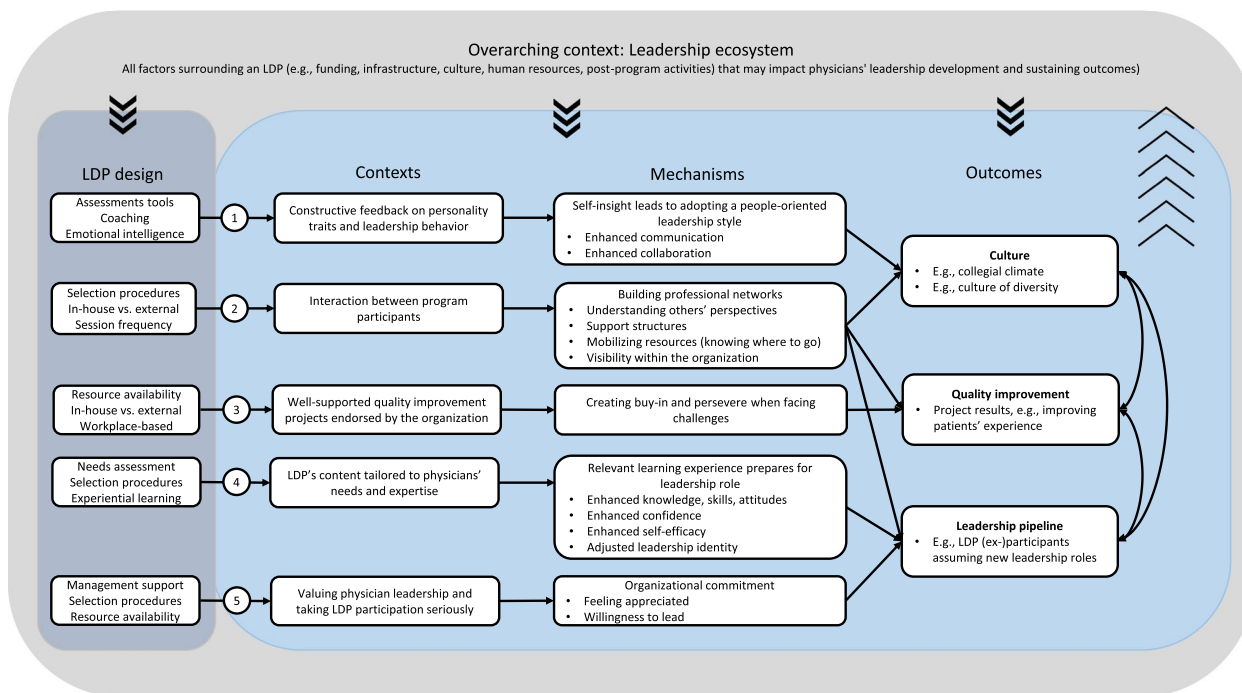 Overarching context: Leadership ecosystem
All factors surrounding an LDP (e.g., funding, infrastructure, culture, human resources, post-program activities) that may impact physicians' leadership development and sustaining outcomes)
LDP design
Contexts
Mechanisms
Outcomes
Assessments tools
Coaching
Emotional intelligence
1
Constructive feedback on personality
traits and leadership behavior
Self-insight leads to adopting a people-oriented
leadership style
• Enhanced communication
• Enhanced collaboration
Selection procedures
In-house vs. external
Session frequency
2
Interaction between program
participants
Building professional networks
• Understanding others’ perspectives
• Support structures
• Mobilizing resources (knowing where to go)
• Visibility within the organization
Resource availability
In-house vs. external
Workplace-based
3
Well-supported quality improvement
projects endorsed by the organization
Creating buy-in and persevere when facing
challenges
Needs assessment
Selection procedures
Experiential learning
4
LDP’s content tailored to physicians’
needs and expertise
Relevant learning experience prepares for
leadership role
• Enhanced knowledge, skills, attitudes
• Enhanced confidence
• Enhanced self-efficacy
• Adjusted leadership identity
Management support
Selection procedures
Resource availability
5
Valuing physician leadership and
taking LDP participation seriously
Organizational commitment
• Feeling appreciated
• Willingness to lead
Culture
• E.g., collegial climate
• E.g., culture of diversity
Quality improvement
• Project results, e.g., improving
patients’ experience
Leadership pipeline
• E.g., LDP (ex-)participants
assuming new leadership roles